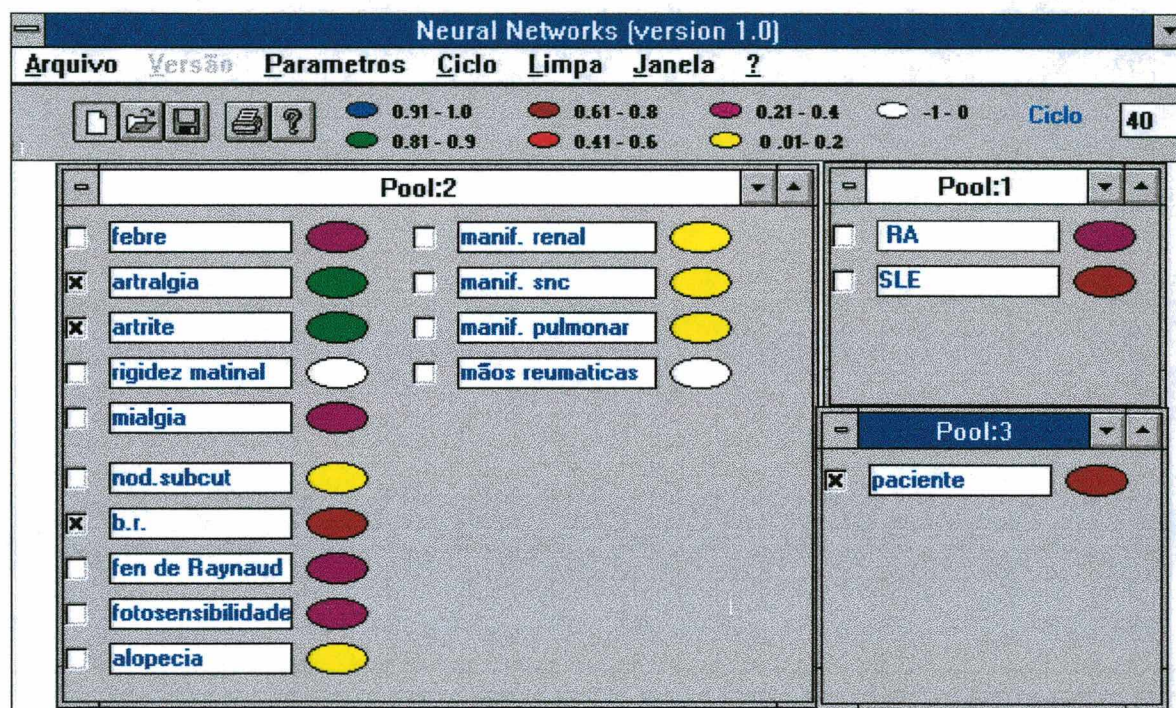 Neural Networks (version 1.0)
Arquivo Versão Parametros Ciclo Limpa Janela ?
0.91 - 1.0 0.61 - 0.8 0.21 - 0.4 -1 - 0 Ciclo 40
0.81 - 0.9 0.41 - 0.6 0 .01- 0.2
Pool:2
febre manif. renal
artralgia manif. snc
artrite manif. pulmonar
rigidez matinal mãos reumaticas
mialgia
nod.subcut
b.r.
fen de Raynaud
fotosensibilidade
alopecia
Pool:1
RA
SLE
Pool:3
paciente